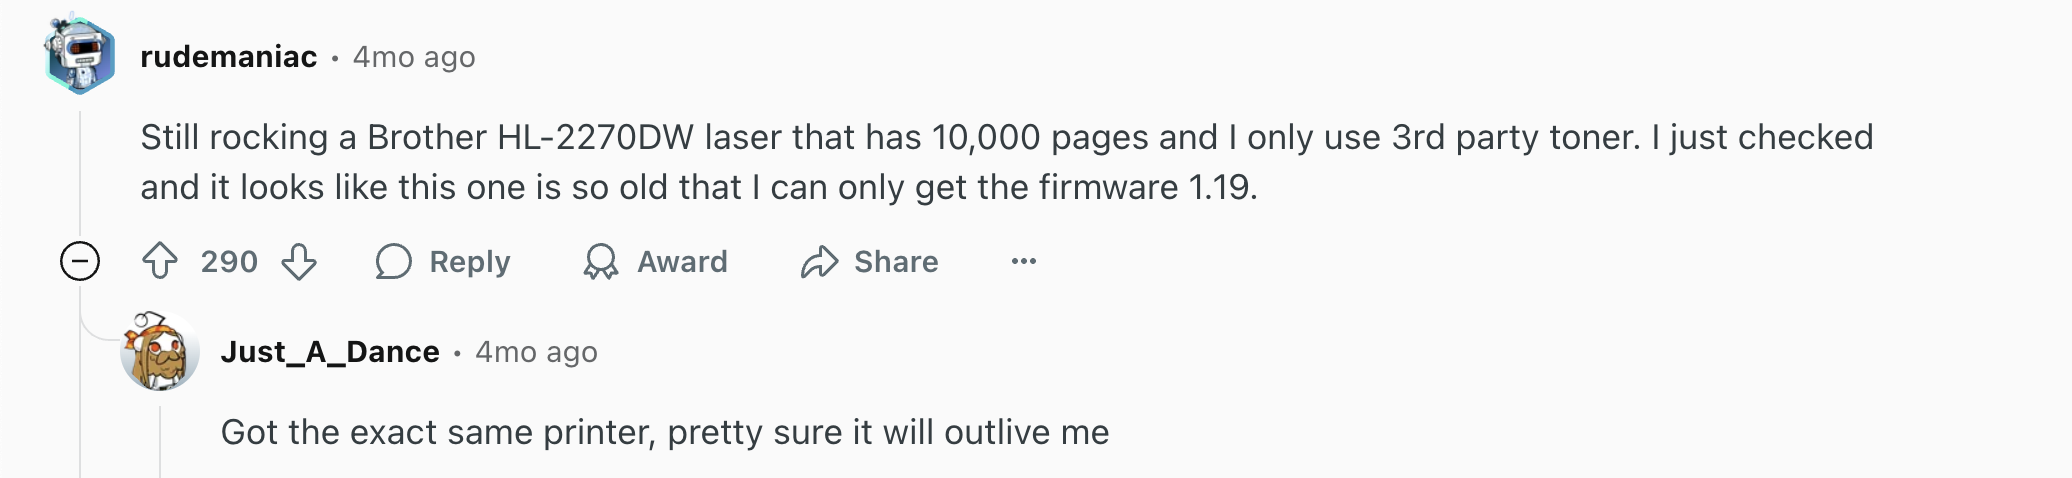 rudemaniac • 4mo ago
Still rocking a Brother HL-2270DW laser that has 10,000 pages and I only use 3rd party toner. I just checked
and it looks like this one is so old that I can only get the firmware 1.19.
290 Reply Award Share ...
Just_A_Dance • 4mo ago
Got the exact same printer, pretty sure it will outlive me